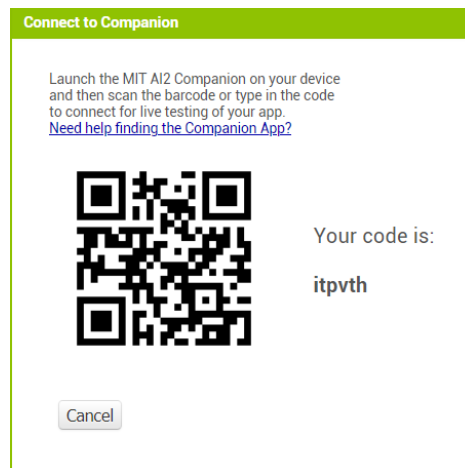 Connect to Companion
Launch the MIT AI2 Companion on your device
and then scan the barcode or type in the code
to connect for live testing of your app.
Need help finding the Companion App?
Your code is:
itpvth
Cancel